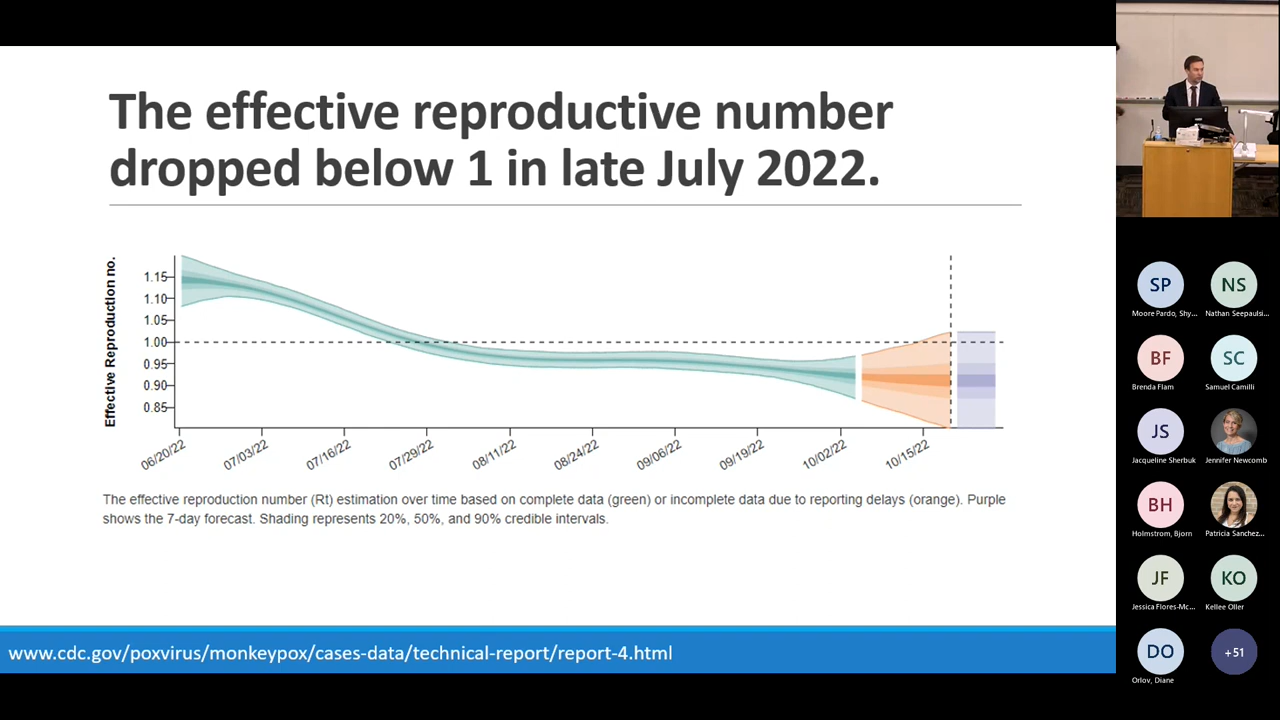 The effective reproductive number
dropped below 1 in late July 2022.
Effective Reproduction no.
1.15
1.10
1.05
1.00
0.95
0.90
0.85
06/20/22
07/03/22
07/16/22
07/29/22
08/11/22
08/24/22
09/06/22
09/19/22
10/02/22
10/15/22
The effective reproduction number (Rt) estimation over time based on complete data (green) or incomplete data due to reporting delays (orange). Purple
shows the 7-day forecast. Shading represents 20%, 50%, and 90% credible intervals.
www.cdc.gov/poxvirus/monkeypox/cases-data/technical-report/report-4.html
SP
NS
Moore Pardo, Shy...
Nathan Seepaulsi...
BF
SC
Brenda Flam
Samuel Camilli
JS
Jacqueline Sherbuk
Jennifer Newcomb
BH
Holmstrom, Bjorn
Patricia Sanchez...
JF
KO
Jessica Flores-Mc...
Kellee Oller
DO
+51
Orlov, Diane